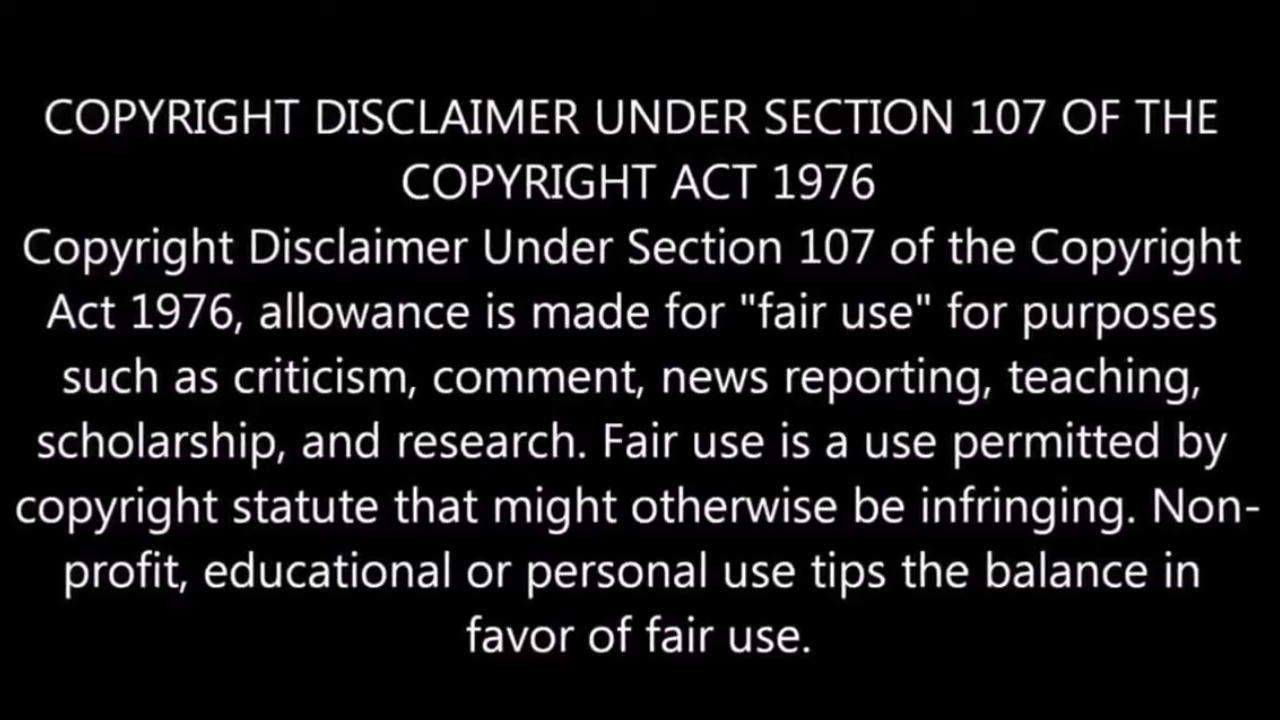 COPYRIGHT DISCLAIMER UNDER SECTION 107 OF THE
COPYRIGHT ACT 1976
Copyright Disclaimer Under Section 107 of the Copyright
Act 1976, allowance is made for "fair use" for purposes
such as criticism, comment, news reporting, teaching,
scholarship, and research. Fair use is a use permitted by
copyright statute that might otherwise be infringing. Non-
profit, educational or personal use tips the balance in
favor of fair use.